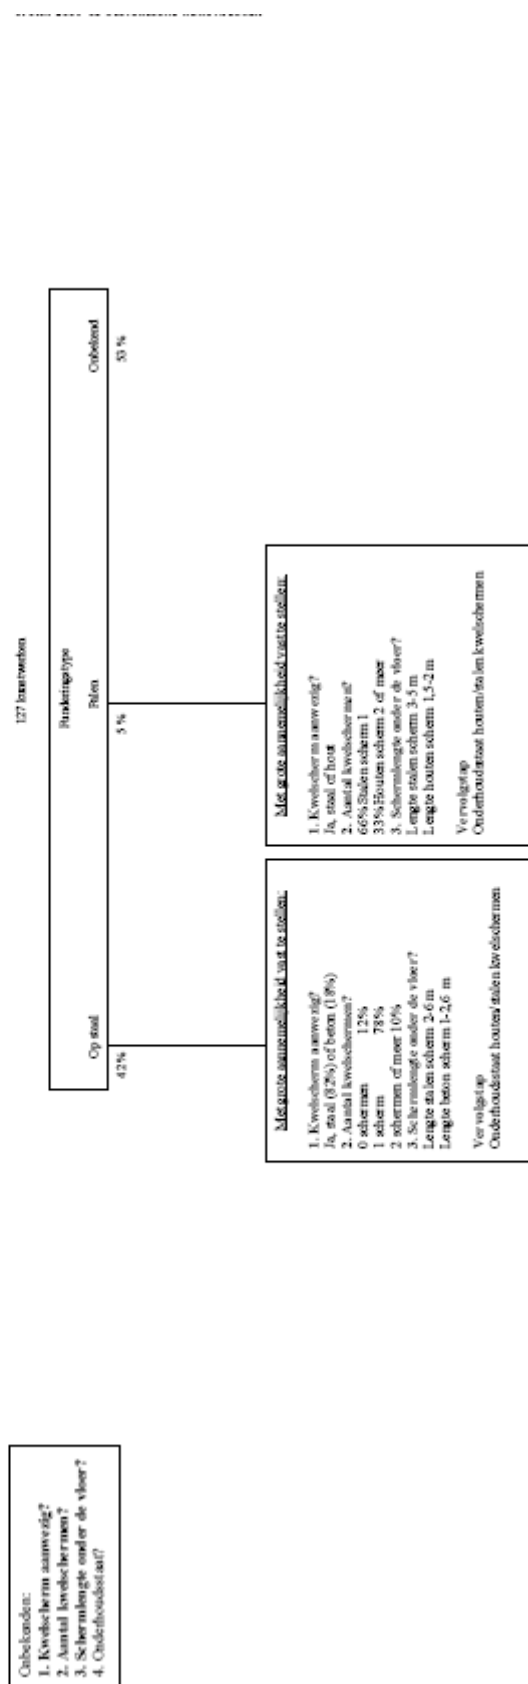 Onbekenden:
1. Kwelscherm aanwezig?
2. Aantal kwelschermen?
3. Schermlengte onder de vloer?
4. Onderhoudsstaat?
127 kunstwerken
Funderingstype
Op staal
Palen
Onbekend
42%
5 %
53 %
Met grote aannemelijkheid vast te stellen:
1. Kwelscherm aanwezig?
Ja, staal (82%) of beton (18%)
2. Aantal kwelschermen?
0 schermen 12%
1 scherm 78%
2 schermen of meer 10%
3. Schermlengte onder de vloer?
Lengte stalen scherm 2-6 m
Lengte beton scherm 1-2,6 m
Vervolgstap
Onderhoudsstaat houten/stalen kwelschermen
Met grote aannemelijkheid vast te stellen:
1. Kwelscherm aanwezig?
Ja, staal of hout
2. Aantal kwelschermen?
66% Stalen scherm 1
33% Houten scherm 2 of meer
3. Schermlengte onder de vloer?
Lengte stalen scherm 3-5 m
Lengte houten scherm 1,5-2 m
Vervolgstap
Onderhoudsstaat houten/stalen kwelschermen